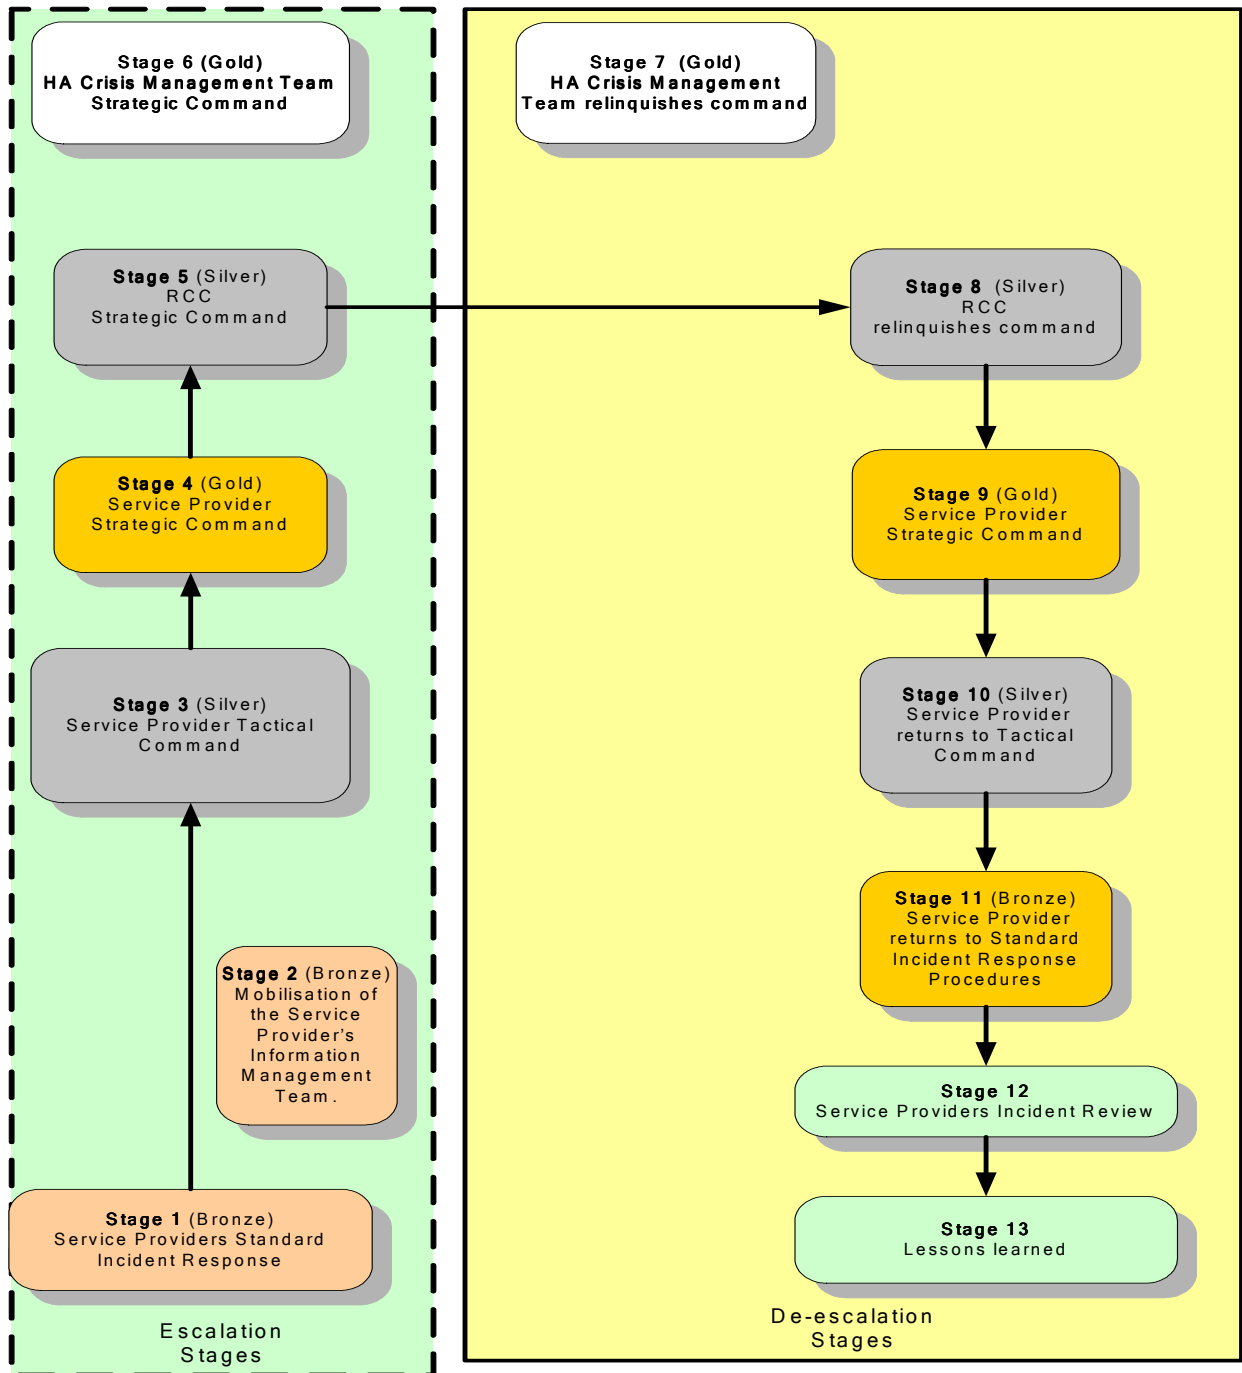 Stage 6 (Gold)
HA Crisis Management Team
Strategic Command
Stage 7 (Gold)
HA Crisis Management
Team relinquishes command
Stage 5 (Silver)
RCC
Strategic Command
Stage 8 (Silver)
RCC
relinquishes command
Stage 4 (Gold)
Service Provider
Strategic Command
Stage 9 (Gold)
Service Provider
Strategic Command
Stage 3 (Silver)
Service Provider Tactical
Command
Stage 10 (Silver)
Service Provider
returns to Tactical
Command
Stage 11 (Bronze)
Service Provider
returns to Standard
Incident Response
Procedures
Stage 2 (Bronze)
Mobilisation of
the Service
Provider's
Information
Management
Team.
Stage 12
Service Providers Incident Review
Stage 1 (Bronze)
Service Providers Standard
Incident Response
Stage 13
Lessons learned
Escalation
Stages
De-escalation
Stages